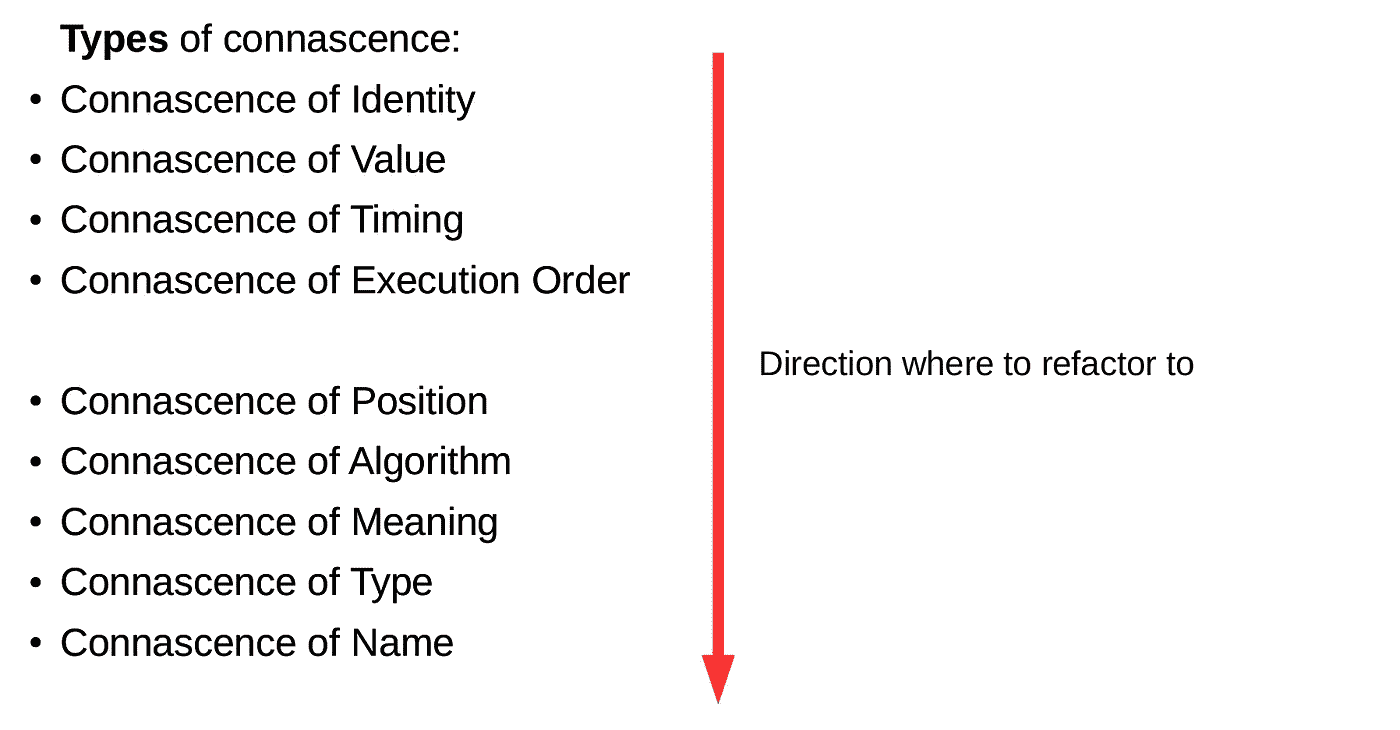 Types of connascence:
• Connascence of Identity
• Connascence of Value
• Connascence of Timing
• Connascence of Execution Order
Direction where to refactor to
• Connascence of Position
• Connascence of Algorithm
• Connascence of Meaning
• Connascence of Type
• Connascence of Name